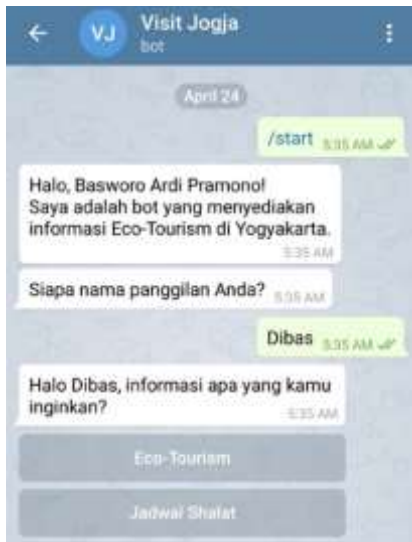 VJ
Visit Jogja
bot
April 24
/start 5:35 AM
Halo, Basworo Ardi Pramono!
Saya adalah bot yang menyediakan
informasi Eco-Tourism di Yogyakarta.
5:35 AM
Siapa nama panggilan Anda? 5:35 AM
Dibas 5:35 AM
Halo Dibas, informasi apa yang kamu
inginkan?
5:35 AM
Eco-Tourism
Jadwal Shalat